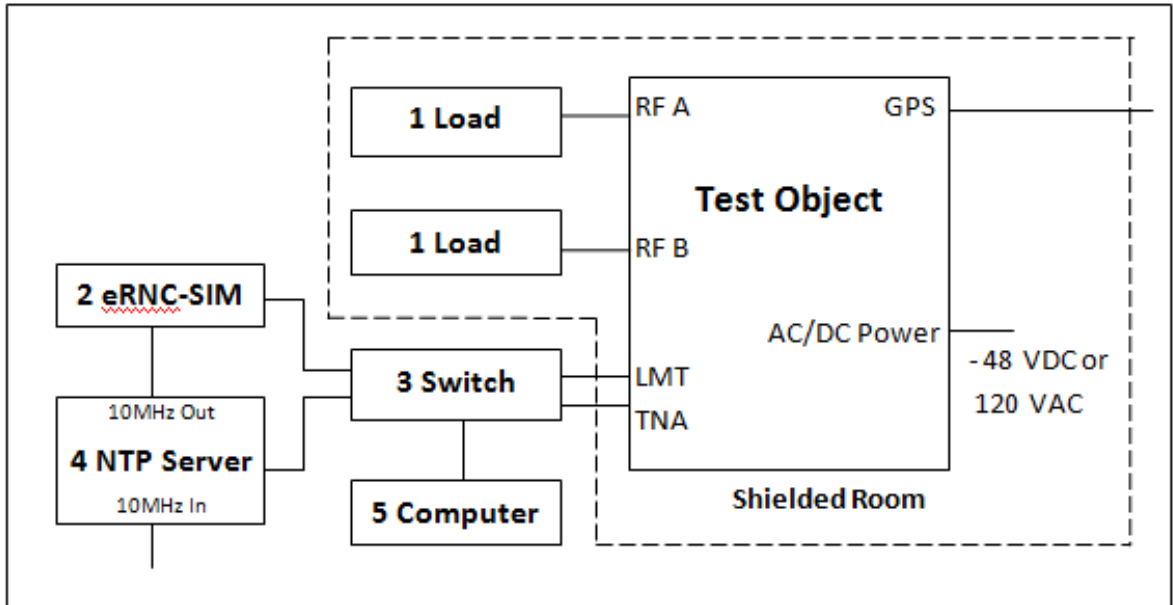 1 Load
RF A
GPS
Test Object
1 Load
RF B
2 eRNC-SIM
AC/DC Power
- 48 VDC or
120 VAC
3 Switch
LMT
TNA
10MHz Out
4 NTP Server
10MHz In
5 Computer
Shielded Room